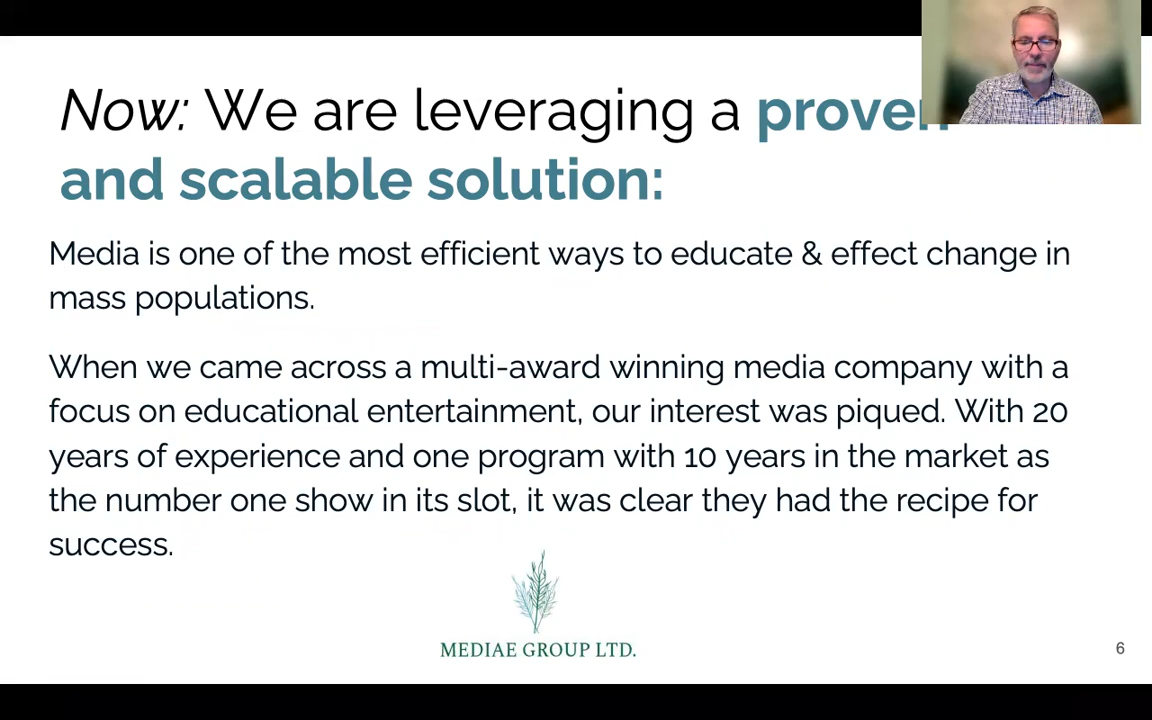 Now: We are leveraging a proven
and scalable solution:
Media is one of the most efficient ways to educate & effect change in
mass populations.
When we came across a multi-award winning media company with a
focus on educational entertainment, our interest was piqued. With 20
years of experience and one program with 10 years in the market as
the number one show in its slot, it was clear they had the recipe for
success.
MEDIAE GROUP LTD.
6